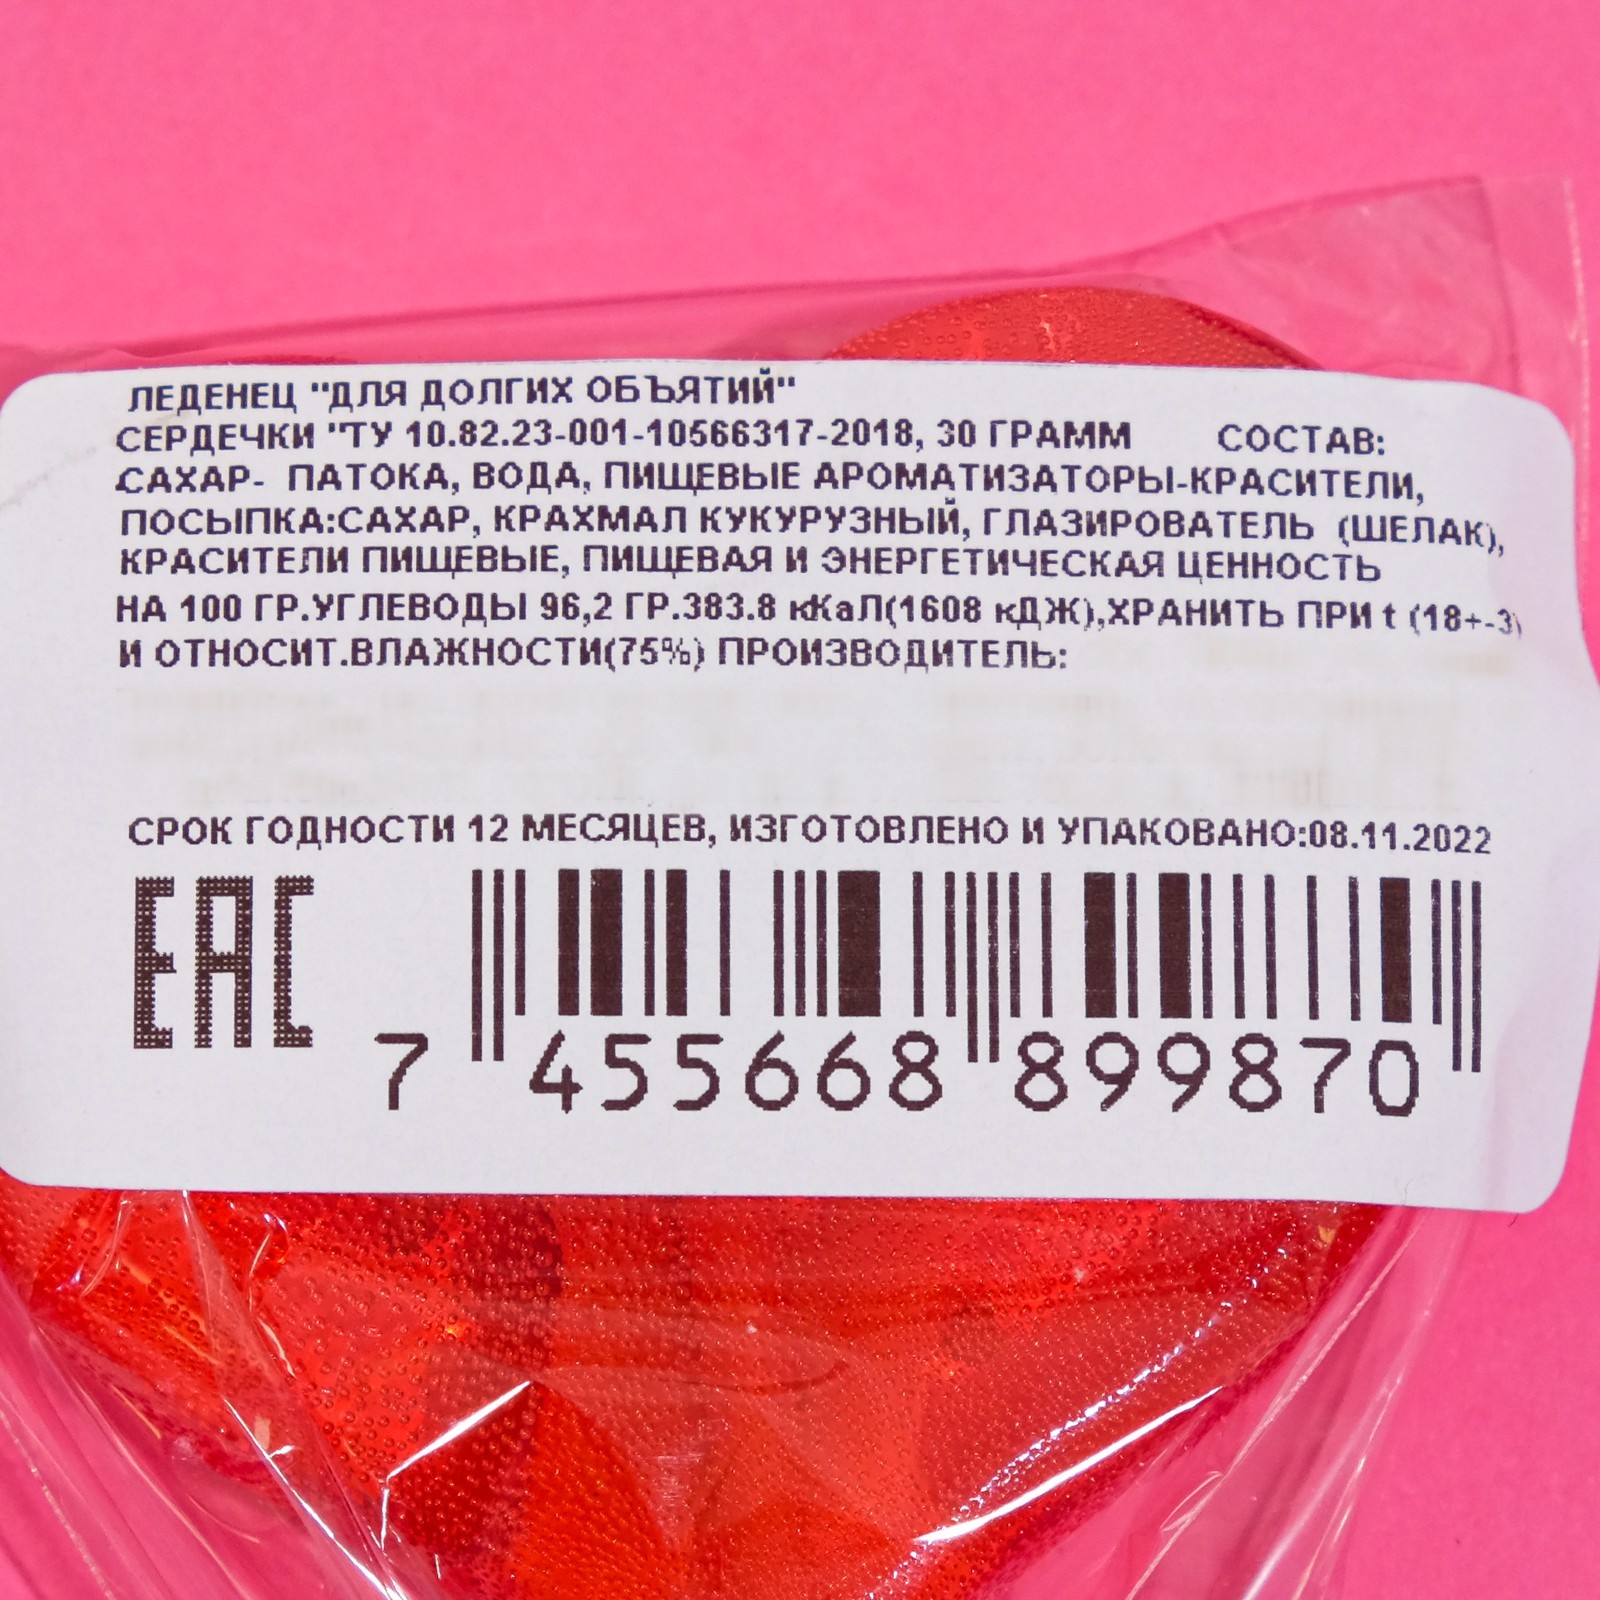 ЛЕДЕНЕЦ "ДЛЯ ДОЛГИХ ОБЪЯТИЙ"
СЕРДЕЧКИ "ТУ 10.82.23-001-10566317-2018, 30 ГРАММ СОСТАВ:
САХАР- ПАТОКА, ВОДА, ПИЩЕВЫЕ АРОМАТИЗАТОРЫ-КРАСИТЕЛИ,
ПОСЫПКА:САХАР, КРАХМАЛ КУКУРУЗНЫЙ, ГЛАЗИРОВАТЕЛЬ (ШЕЛАК),
КРАСИТЕЛИ ПИЩЕВЫЕ, ПИЩЕВАЯ И ЭНЕРГЕТИЧЕСКАЯ ЦЕННОСТЬ
НА 100 ГР.УГЛЕВОДЫ 96,2 ГР.383.8 кКаЛ(1608 кДЖ),ХРАНИТЬ ПРИ t (18+-3)
И ОТНОСИТ.ВЛАЖНОСТИ(75%) ПРОИЗВОДИТЕЛЬ:
СРОК ГОДНОСТИ 12 МЕСЯЦЕВ, ИЗГОТОВЛЕНО И УПАКОВАНО:08.11.2022
ЕАС
7 455668 899870